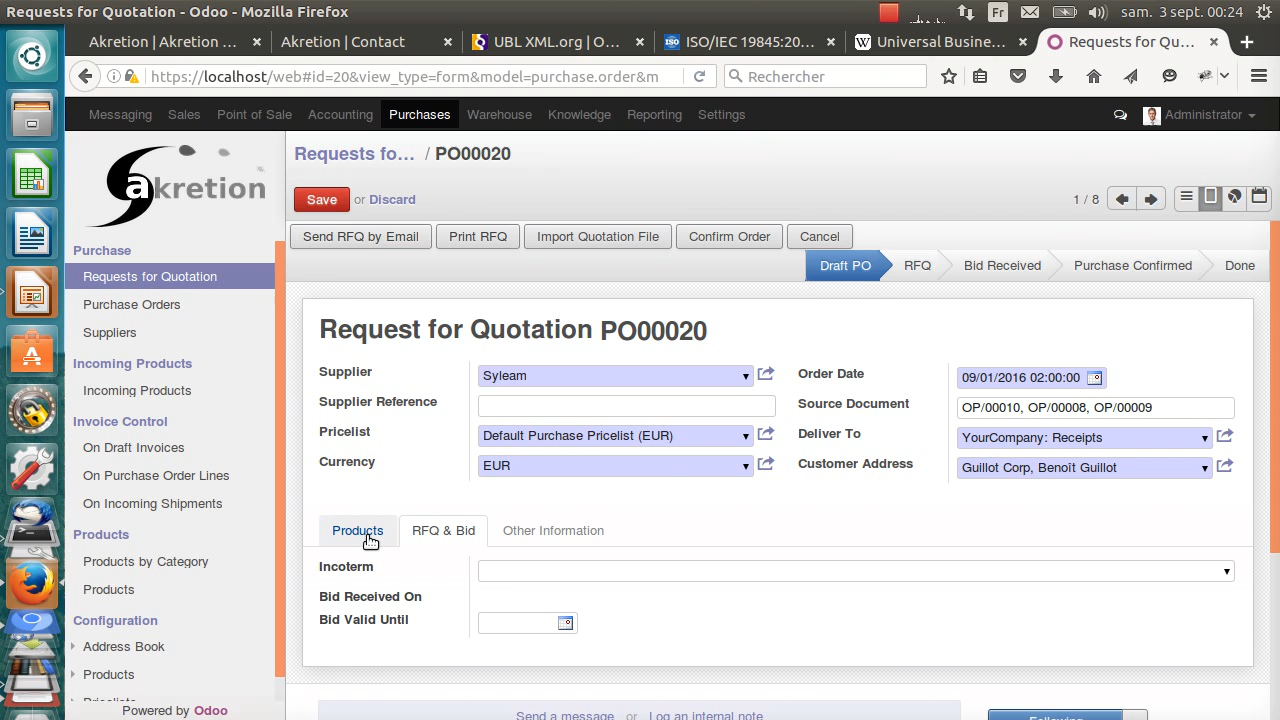 Requests for Quotation - Odoo - Mozilla Firefox
Fr
sam. 3 sept. 00:24
Akretion | Akretion ...
Akretion | Contact
UBL XML.org | O...
ISO/IEC 19845:20...
Universal Busine...
Requests for Qu...
https://localhost/web#id=20&view_type=form&model=purchase.order&m
Rechercher
Messaging Sales Point of Sale Accounting Purchases Warehouse Knowledge Reporting Settings
Administrator
akretion
Requests fo... / PO00020
Save or Discard
1 / 8
Send RFQ by Email Print RFQ Import Quotation File Confirm Order Cancel
Draft PO RFQ Bid Received Purchase Confirmed Done
Purchase
Requests for Quotation
Purchase Orders
Suppliers
Incoming Products
Incoming Products
Invoice Control
On Draft Invoices
On Purchase Order Lines
On Incoming Shipments
Products
Products by Category
Products
Configuration
Address Book
Products
Pricelists
Powered by Odoo
Request for Quotation PO00020
Supplier Syleam
Supplier Reference
Pricelist Default Purchase Pricelist (EUR)
Currency EUR
Order Date 09/01/2016 02:00:00
Source Document OP/00010, OP/00008, OP/00009
Deliver To YourCompany: Receipts
Customer Address Guillot Corp, Benoît Guillot
Products RFQ & Bid Other Information
Incoterm
Bid Received On
Bid Valid Until
Send a message or Log an internal note
Following